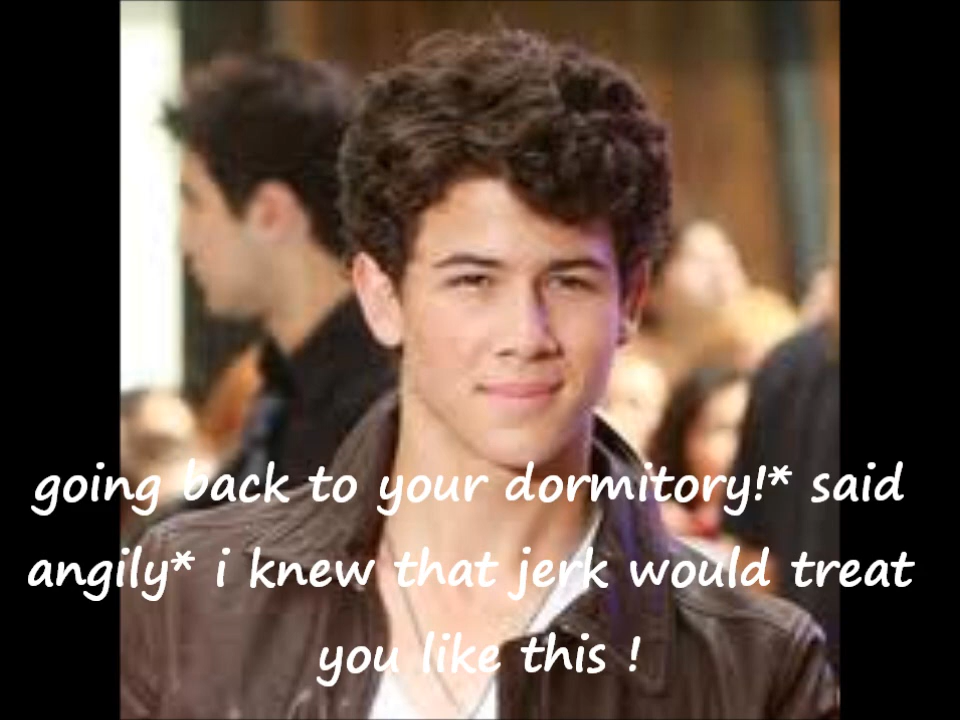 going back to your dormitory!* said
angily* i knew that jerk would treat
you like this !